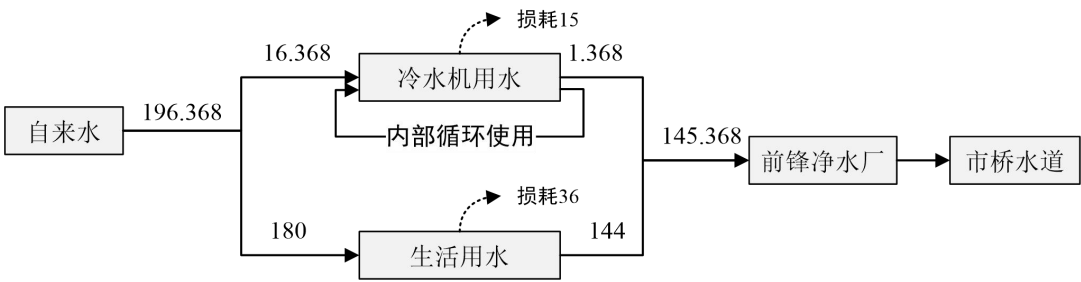 损耗15
16.368
冷水机用水
1.368
196.368
自来水
内部循环使用
145.368
前锋净水厂
市桥水道
损耗36
180
生活用水
144